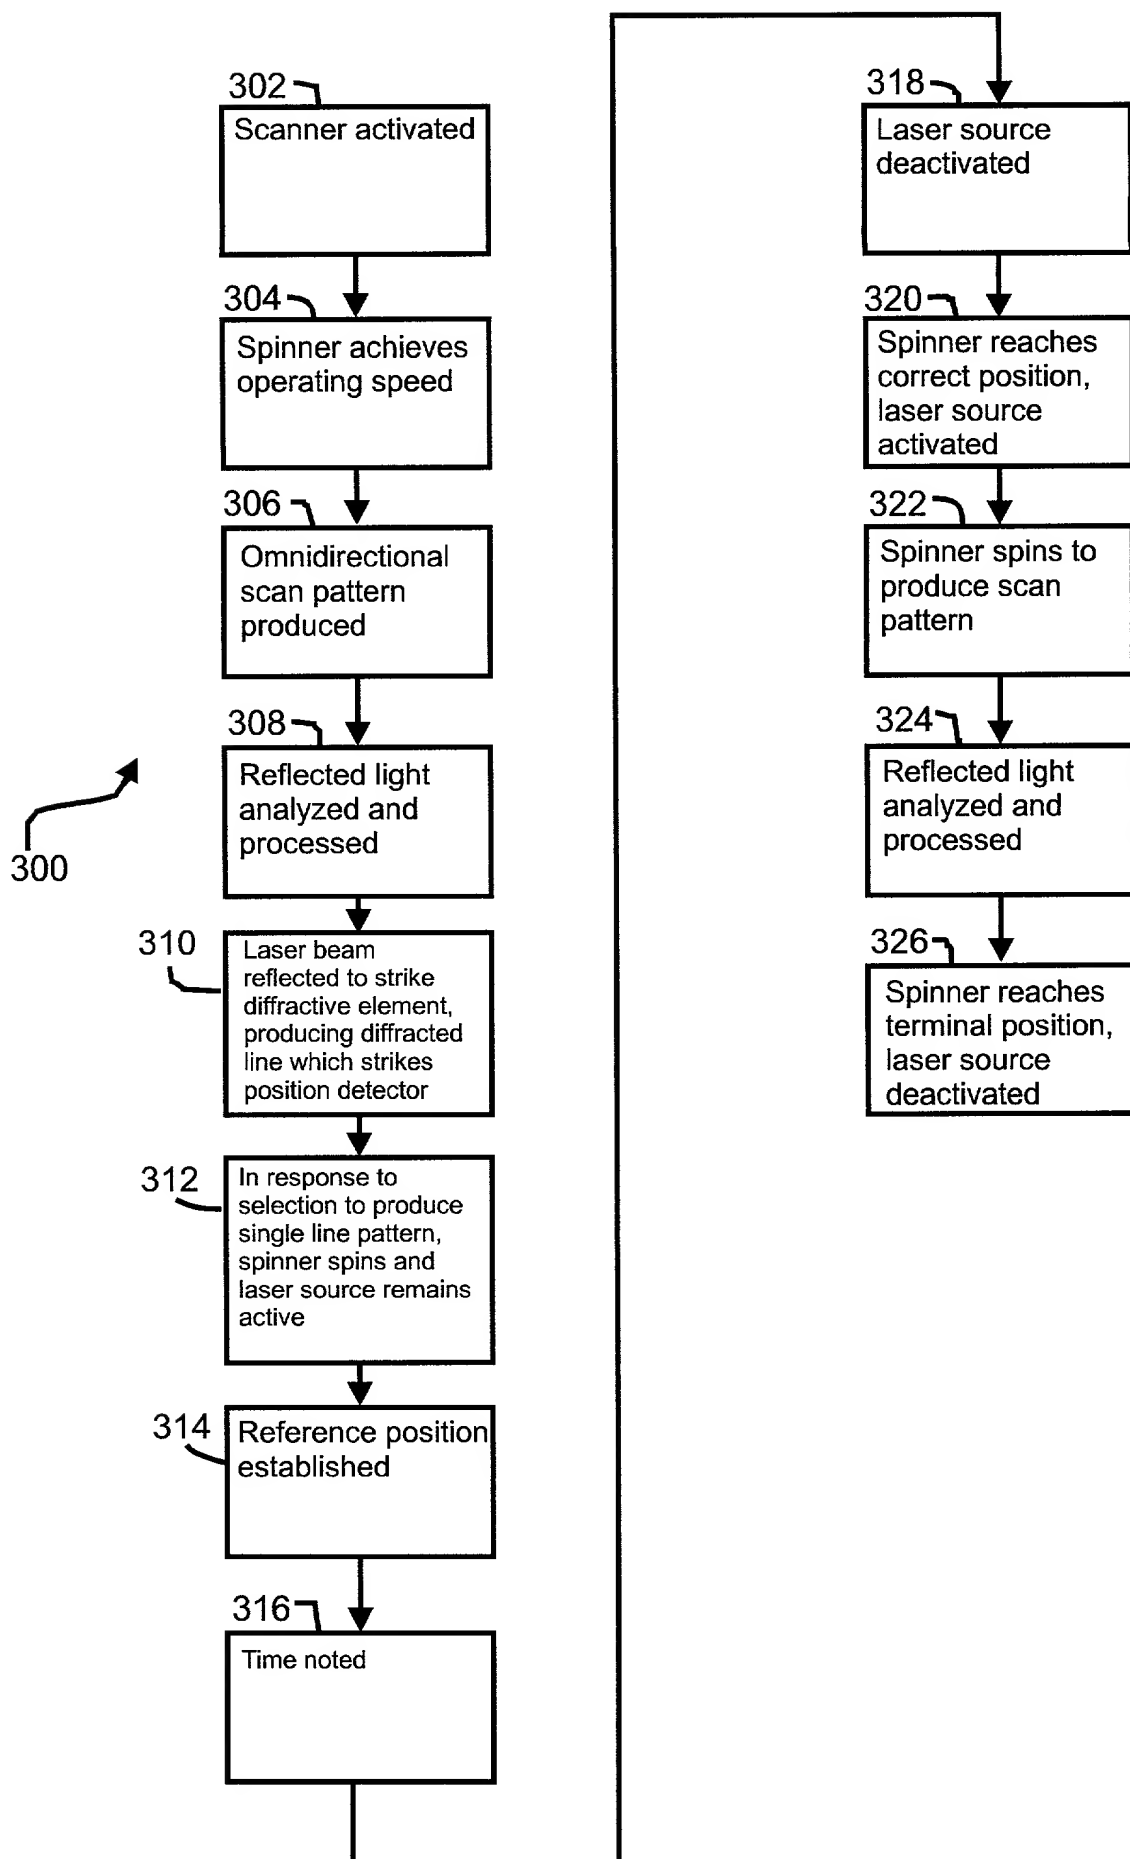 302
Scanner activated
304
Spinner achieves
operating speed
306
Omnidirectional
scan pattern
produced
308
Reflected light
analyzed and
processed
300
310
Laser beam
reflected to strike
diffractive element,
producing diffracted
line which strikes
position detector
312
In response to
selection to produce
single line pattern,
spinner spins and
laser source remains
active
314
Reference position
established
316
Time noted
318
Laser source
deactivated
320
Spinner reaches
correct position,
laser source
activated
322
Spinner spins to
produce scan
pattern
324
Reflected light
analyzed and
processed
326
Spinner reaches
terminal position,
laser source
deactivated